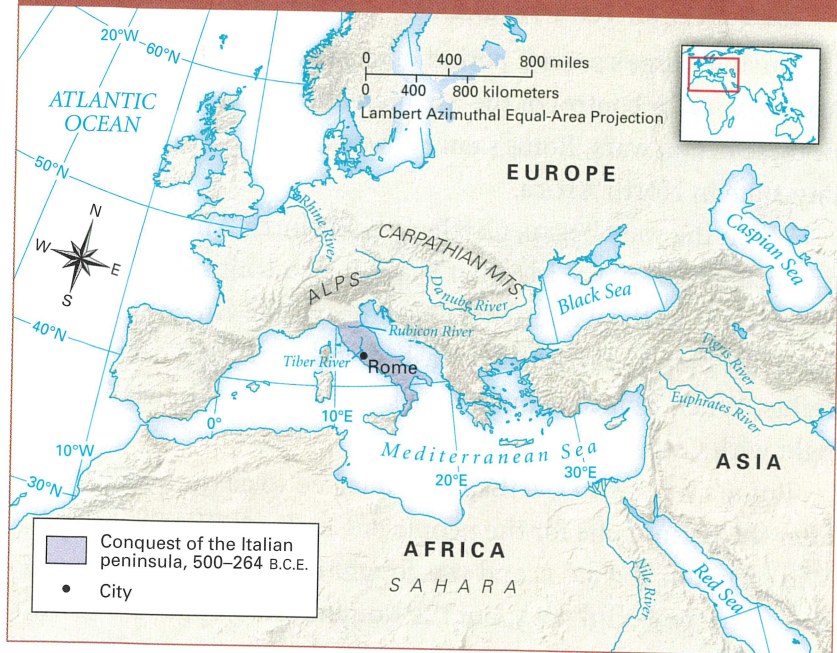 20°W
60°N
0 400 800 miles
0 400 800 kilometers
Lambert Azimuthal Equal-Area Projection
ATLANTIC
OCEAN
50°N
EUROPE
N
W
E
S
Rhine River
CARPATHIAN MTS.
Caspian Sea
ALPS
Danube River
Black Sea
40°N
Rubicon River
Tiber River
Rome
Tigris River
Euphrates River
0°
10°E
10°W
Mediterranean Sea
20°E
30°E
ASIA
30°N
Conquest of the Italian
peninsula, 500–264 B.C.E.
City
AFRICA
SAHARA
Nile River
Red Sea